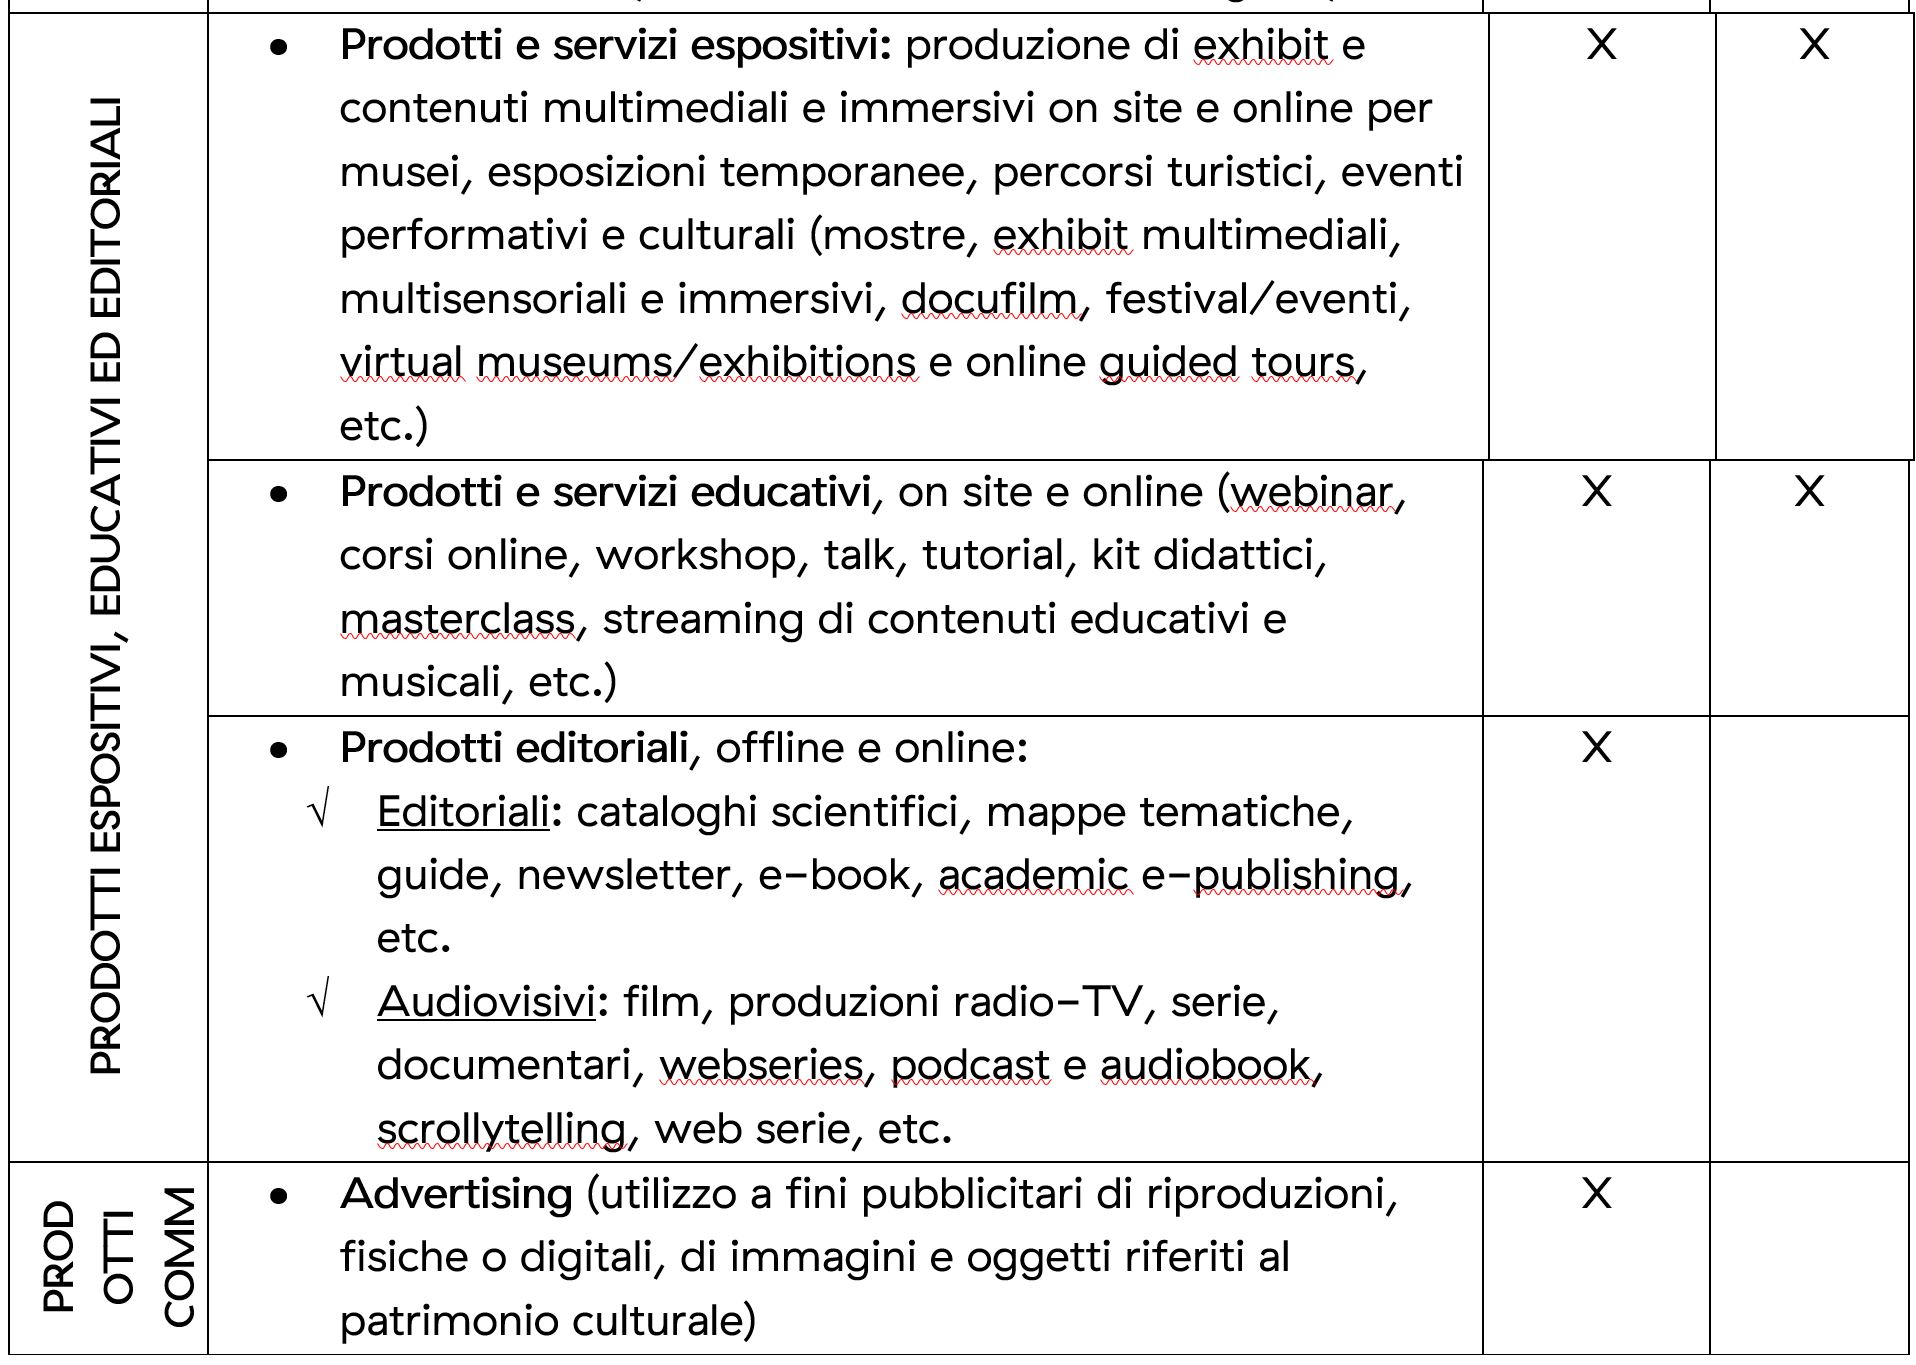 PRODOTTI ESPOSITIVI, EDUCATIVI ED EDITORIALI
● Prodotti e servizi espositivi: produzione di exhibit e
contenuti multimediali e immersivi on site e online per
musei, esposizioni temporanee, percorsi turistici, eventi
performativi e culturali (mostre, exhibit multimediali,
multisensoriali e immersivi, docufilm, festival/eventi,
virtual museums/exhibitions e online guided tours,
etc.)
X
X
● Prodotti e servizi educativi, on site e online (webinar,
corsi online, workshop, talk, tutorial, kit didattici,
masterclass, streaming di contenuti educativi e
musicali, etc.)
X
X
● Prodotti editoriali, offline e online:
√ Editoriali: cataloghi scientifici, mappe tematiche,
guide, newsletter, e-book, academic e-publishing,
etc.
√ Audiovisivi: film, produzioni radio-TV, serie,
documentari, webseries, podcast e audiobook,
scrollytelling, web serie, etc.
X
PROD
OTTI
COMM
● Advertising (utilizzo a fini pubblicitari di riproduzioni,
fisiche o digitali, di immagini e oggetti riferiti al
patrimonio culturale)
X